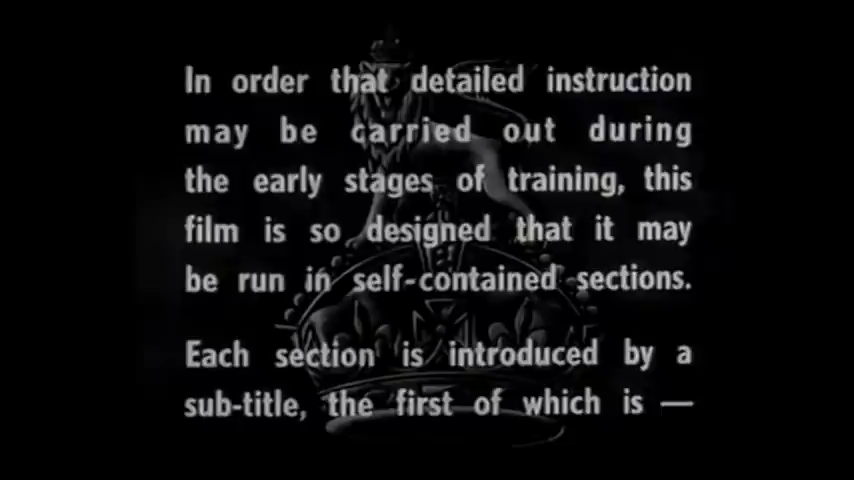 In order that detailed instruction
may be carried out during
the early stages of training, this
film is so designed that it may
be run in self-contained sections.
Each section is introduced by a
sub-title, the first of which is —